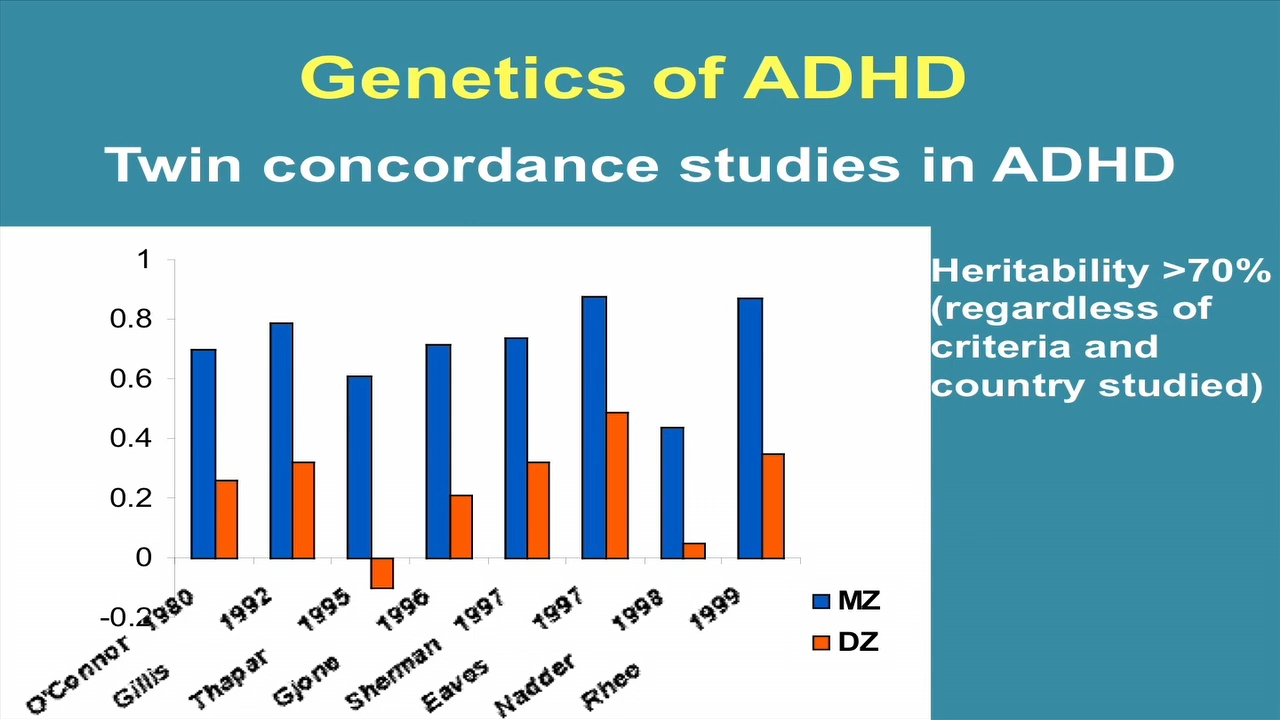 Genetics of ADHD
Twin concordance studies in ADHD
Heritability >70%
(regardless of
criteria and
country studied)
1
0.8
0.6
0.4
0.2
0
-0.2
O'Connor 1980
Gillis 1992
Thapar 1995
Gjone 1996
Sherman 1997
Eaves 1997
Nadder 1998
Rhee 1999
MZ
DZ